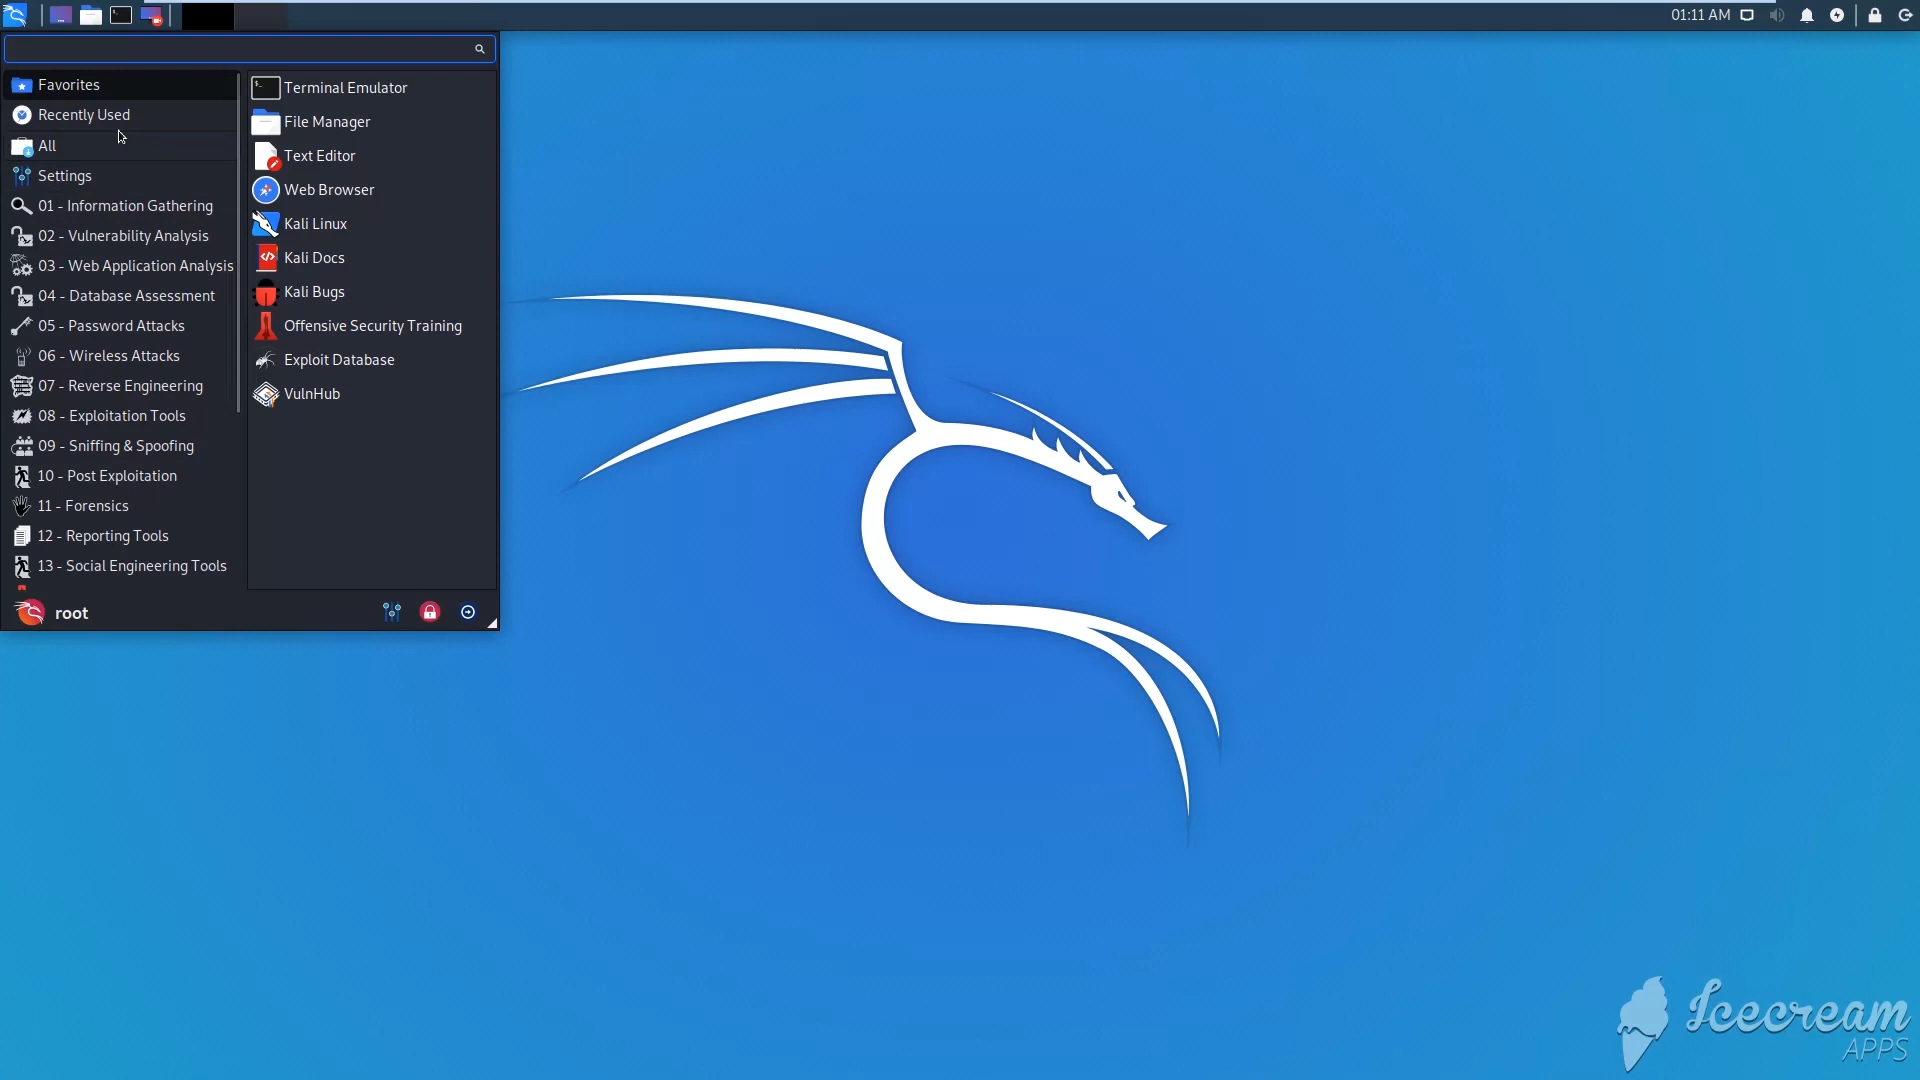 01:11 AM
Favorites
Recently Used
All
Settings
01 - Information Gathering
02 - Vulnerability Analysis
03 - Web Application Analysis
04 - Database Assessment
05 - Password Attacks
06 - Wireless Attacks
07 - Reverse Engineering
08 - Exploitation Tools
09 - Sniffing & Spoofing
10 - Post Exploitation
11 - Forensics
12 - Reporting Tools
13 - Social Engineering Tools
Terminal Emulator
File Manager
Text Editor
Web Browser
Kali Linux
Kali Docs
Kali Bugs
Offensive Security Training
Exploit Database
VulnHub
root
Icecream
APPS